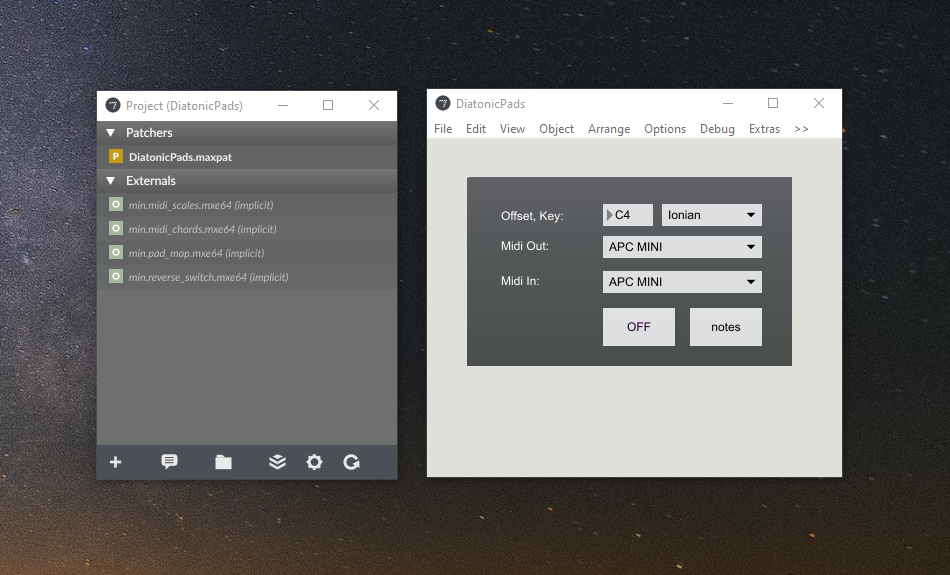 Project (DiatonicPads)
Patchers
P DiatonicPads.maxpat
Externals
O min.midi_scales.mxe64 (implicit)
O min.midi_chords.mxe64 (implicit)
O min.pad_map.mxe64 (implicit)
O min.reverse_switch.mxe64 (implicit)
DiatonicPads
File Edit View Object Arrange Options Debug Extras >>
Offset, Key: C4 Ionian
Midi Out: APC MINI
Midi In: APC MINI
OFF notes